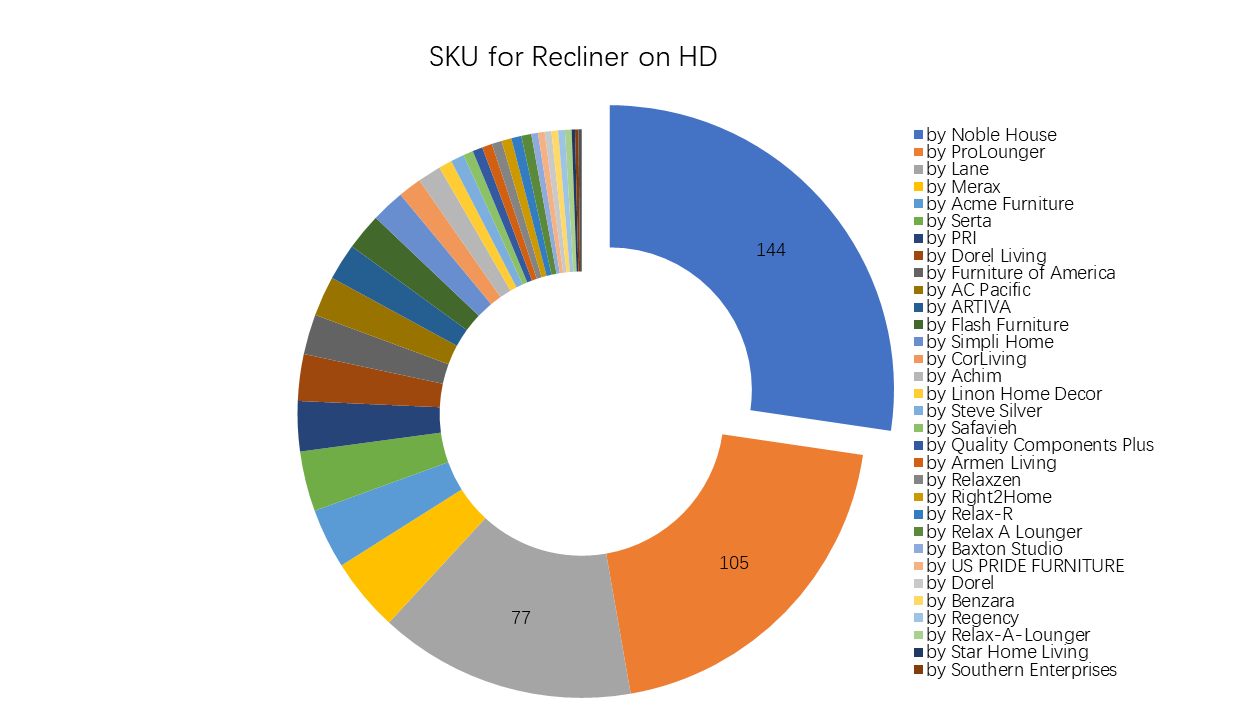 SKU for Recliner on HD
144
105
77
by Noble House
by ProLounger
by Lane
by Merax
by Acme Furniture
by Serta
by PRI
by Dorel Living
by Furniture of America
by AC Pacific
by ARTIVA
by Flash Furniture
by Simpli Home
by CorLiving
by Achim
by Linon Home Decor
by Steve Silver
by Safavieh
by Quality Components Plus
by Armen Living
by Relaxzen
by Right2Home
by Relax-R
by Relax A Lounger
by Baxton Studio
by US PRIDE FURNITURE
by Dorel
by Benzara
by Regency
by Relax-A-Lounger
by Star Home Living
by Southern Enterprises